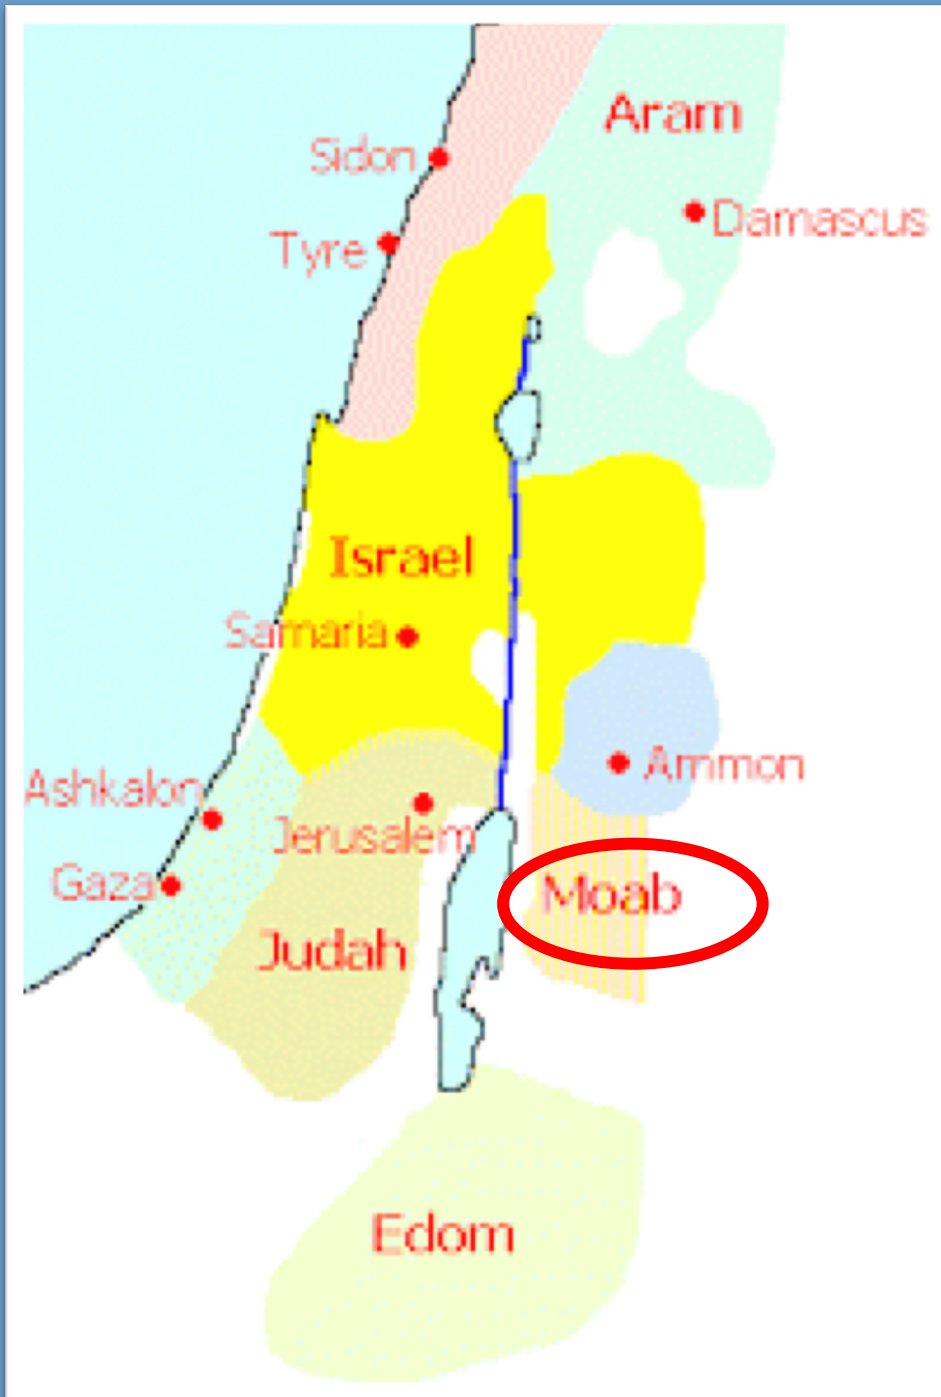 Aram
Sidon
Damascus
Tyre
Israel
Samaria
Ammon
Ashkalon
Jerusalem
Gaza
Moab
Judah
Edom